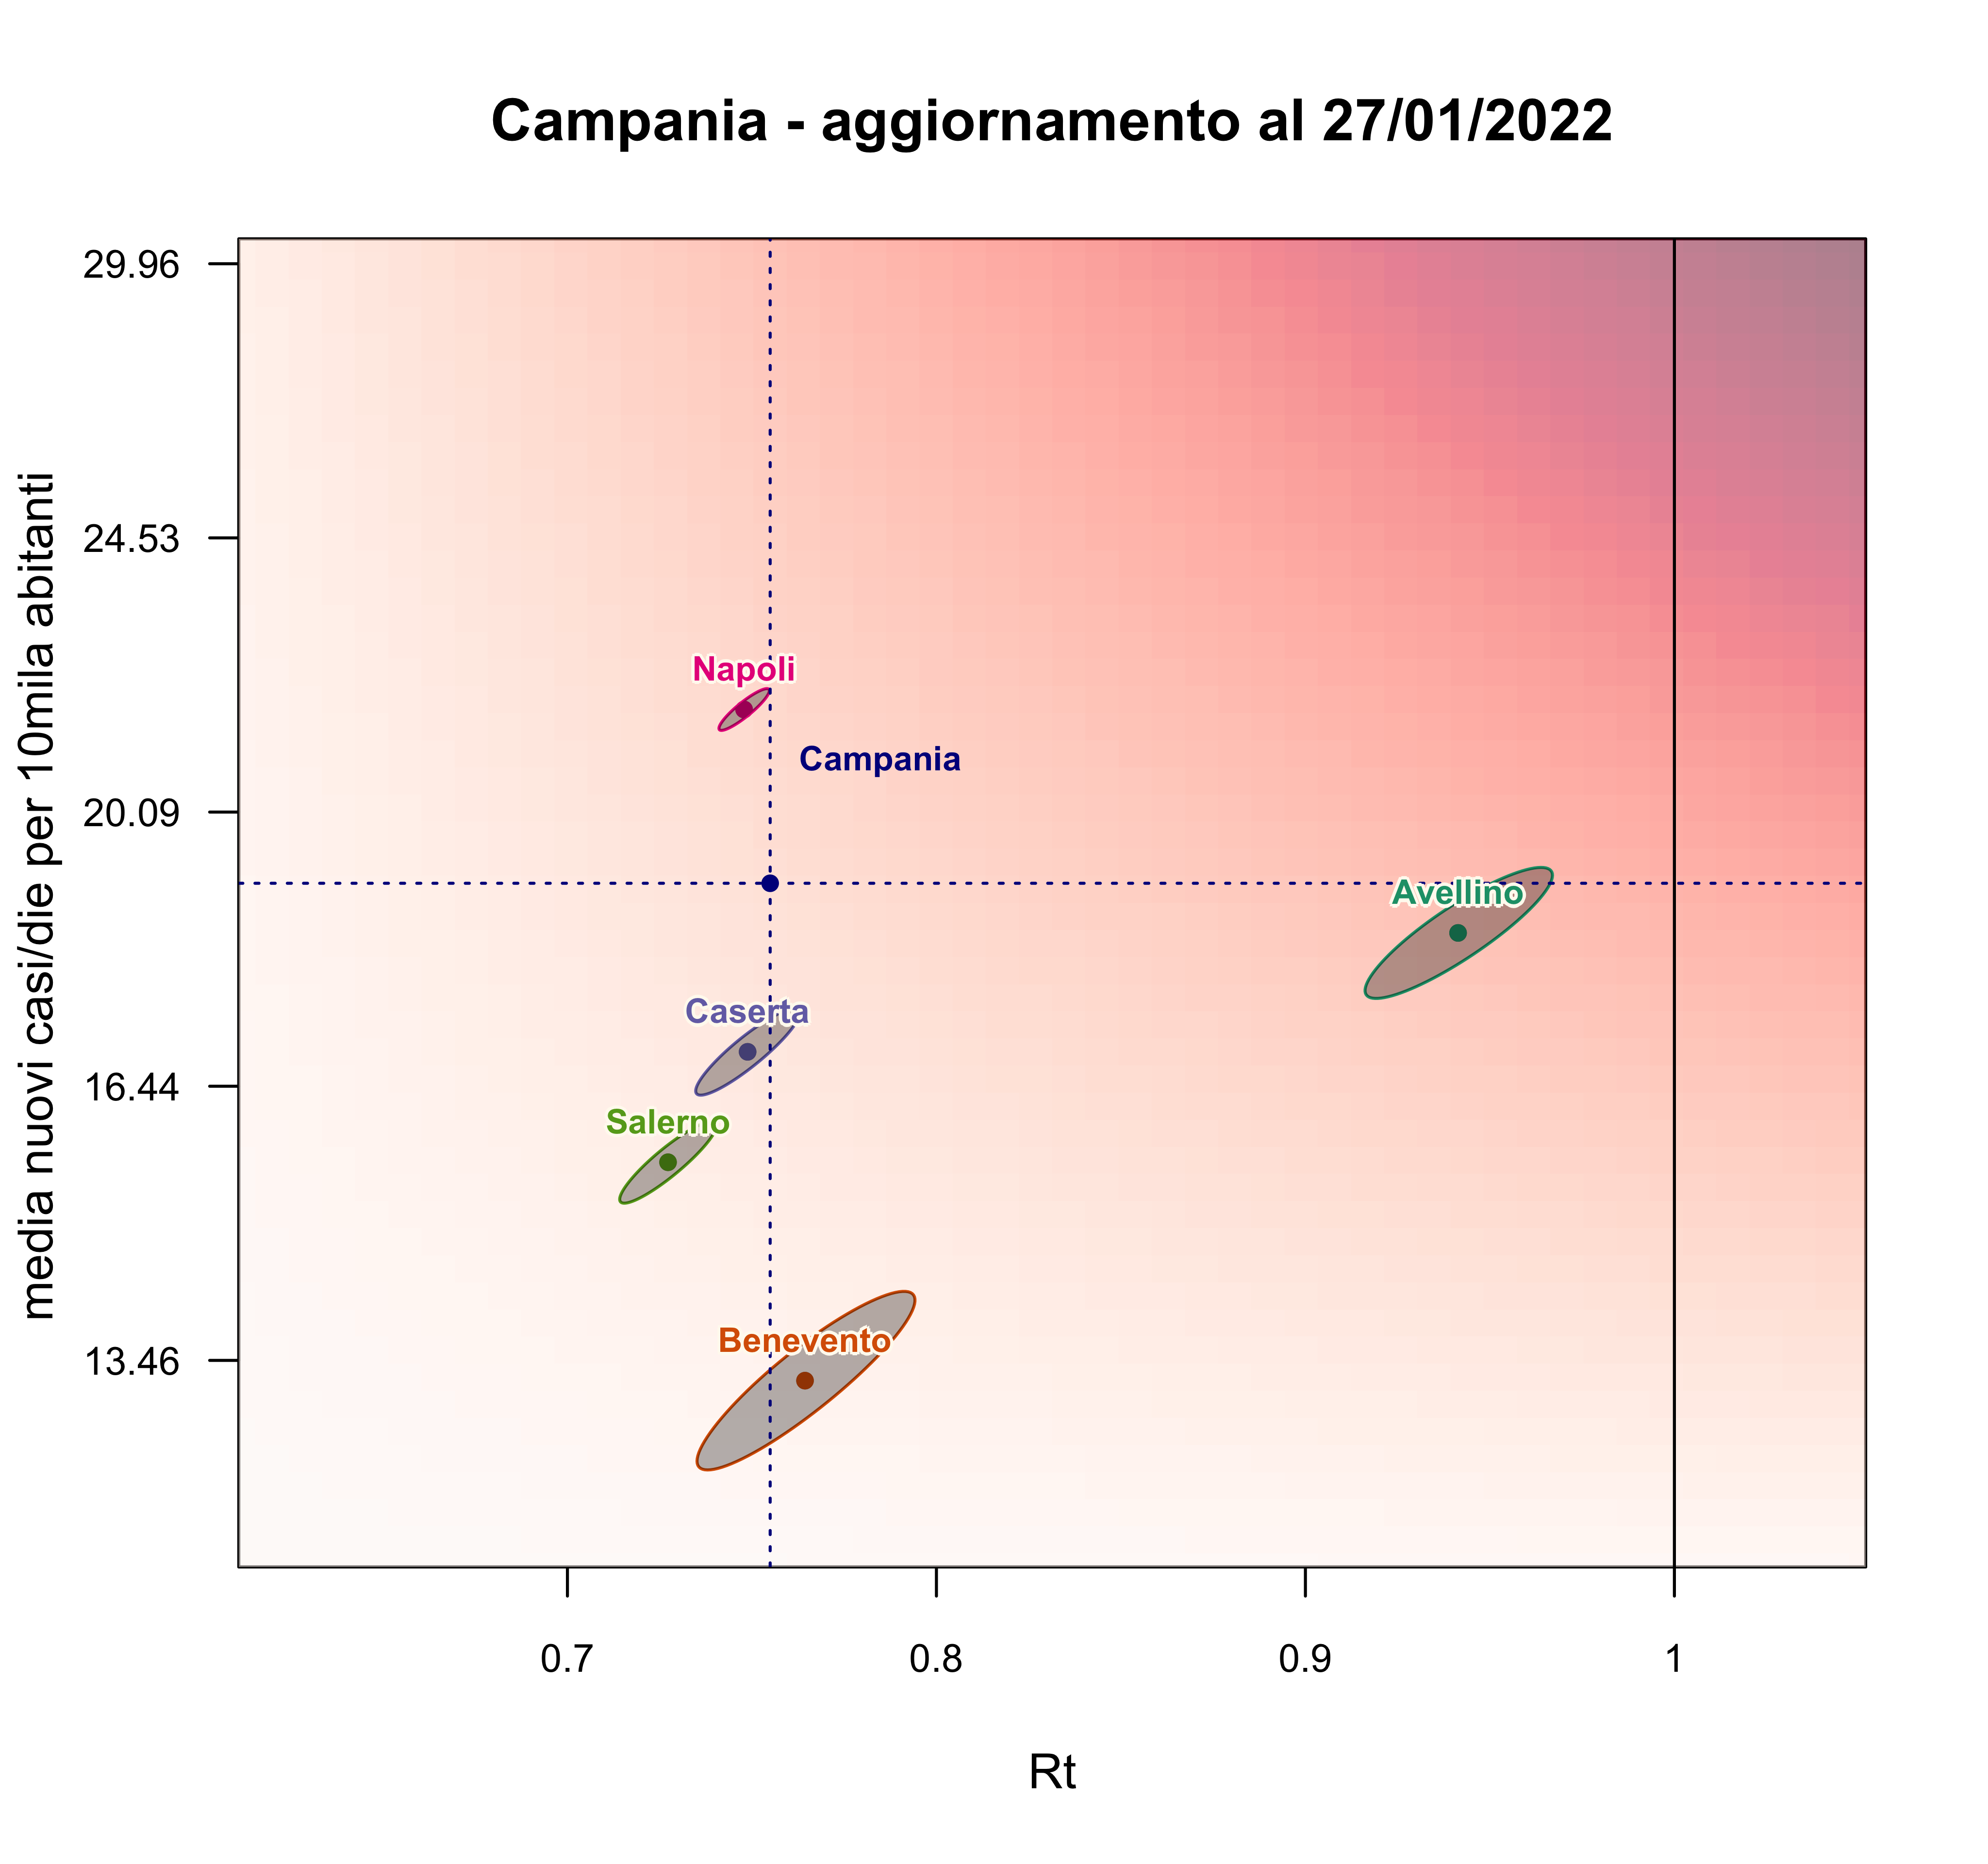 Campania - aggiornamento al 27/01/2022
media nuovi casi/die per 10mila abitanti
29.96
24.53
20.09
16.44
13.46
Napoli
Campania
Avellino
Caserta
Salerno
Benevento
0.7
0.8
0.9
1
Rt